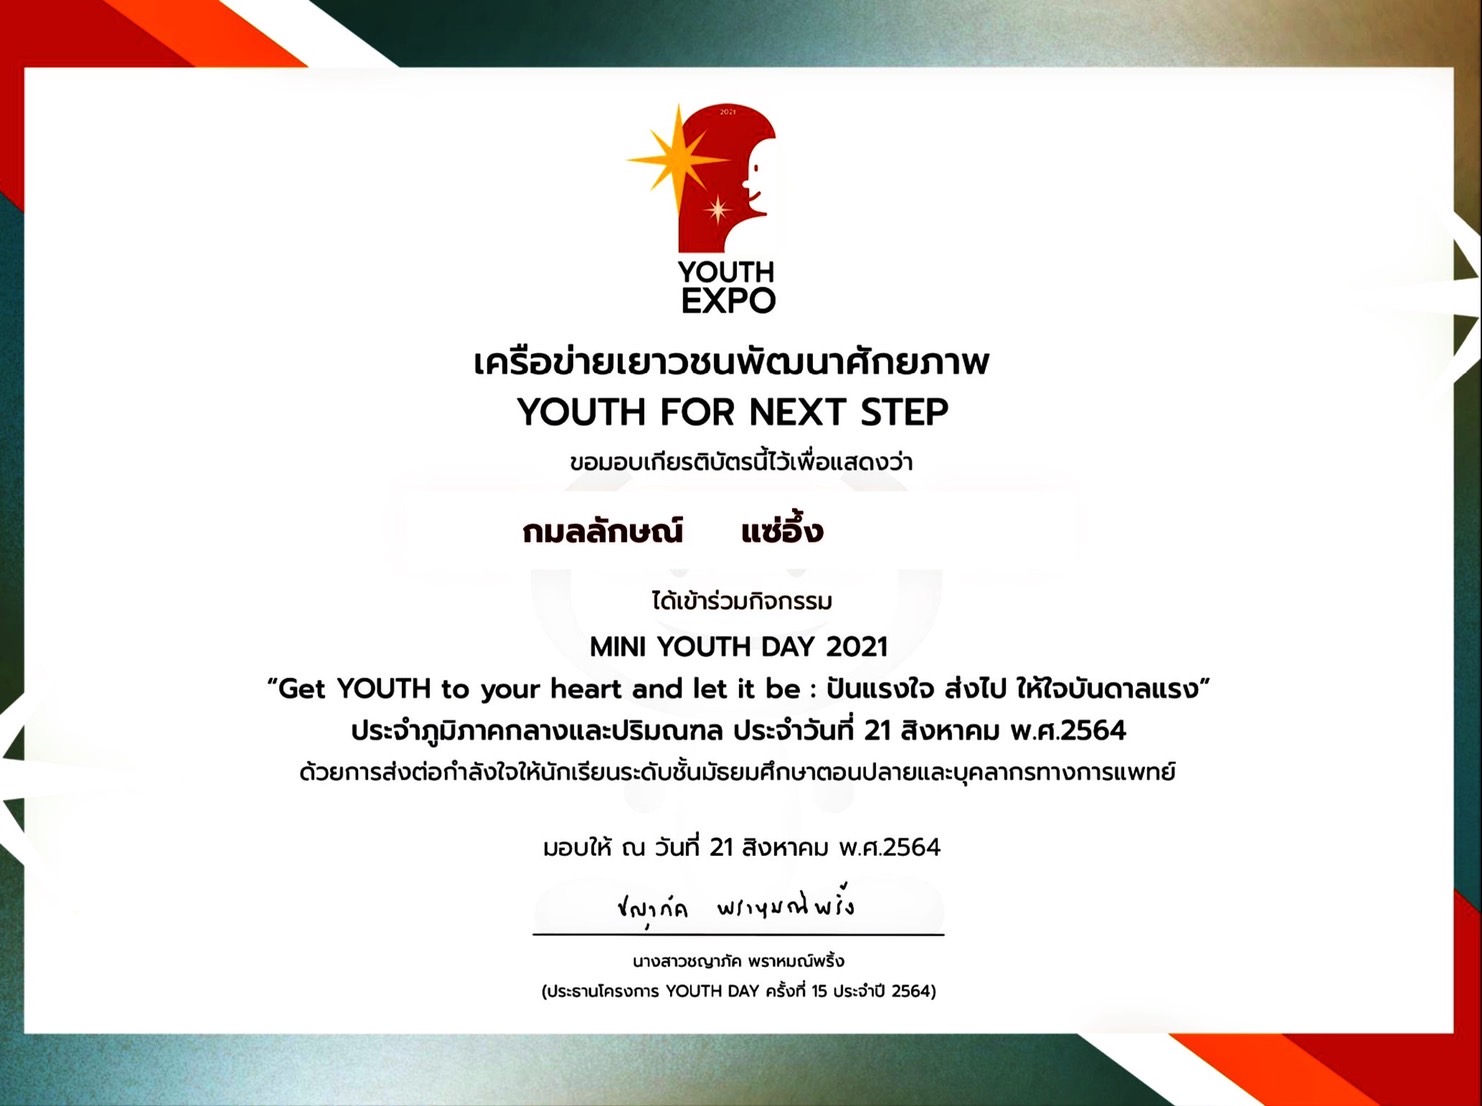 2021
YOUTH
EXPO
เครือข่ายเยาวชนพัฒนาศักยภาพ
YOUTH FOR NEXT STEP
ขอมอบเกียรติบัตรนี้ไว้เพื่อแสดงว่า
กมลลักษณ์ แซ่อึ้ง
ได้เข้าร่วมกิจกรรม
MINI YOUTH DAY 2021
"Get YOUTH to your heart and let it be : ปันแรงใจ ส่งไป ให้ใจบันดาลแรง"
ประจำภูมิภาคกลางและปริมณฑล ประจำวันที่ 21 สิงหาคม พ.ศ.2564
ด้วยการส่งต่อกำลังใจให้นักเรียนระดับชั้นมัธยมศึกษาตอนปลายและบุคลากรทางการแพทย์
มอบให้ ณ วันที่ 21 สิงหาคม พ.ศ.2564
ชญาภัค พราหมณ์พริ้ง
นางสาวชญาภัค พราหมณ์พริ้ง
(ประธานโครงการ YOUTH DAY ครั้งที่ 15 ประจำปี 2564)